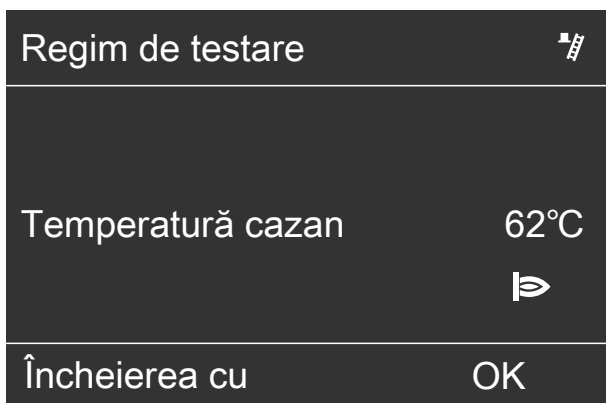 Regim de testare
Temperatură cazan 62°C
Încheierea cu OK